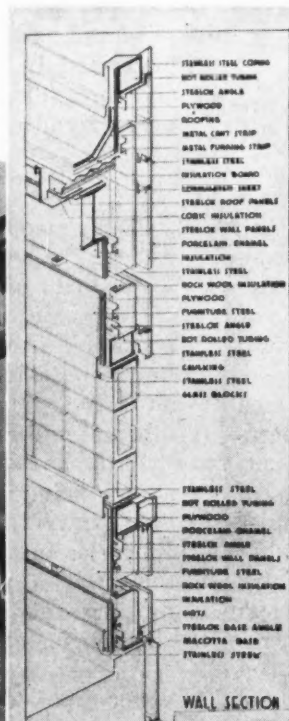 STAINLESS STEEL COPING
HOT ROLLED TUBING
STEELOX ANGLE
PLYWOOD
ROOFING
METAL CANT STRIP
METAL FURRING STRIP
STAINLESS STEEL
INSULATION BOARD
CORRUGATED SHEET
STEELOX ROOF PANELS
CORK INSULATION
STEELOX WALL PANELS
PORCELAIN ENAMEL
INSULATION
STAINLESS STEEL
ROCK WOOL INSULATION
PLYWOOD
FURNITURE STEEL
STEELOX ANGLE
HOT ROLLED TUBING
STAINLESS STEEL
CAULKING
STAINLESS STEEL
GLASS BLOCKS
STAINLESS STEEL
HOT ROLLED TUBING
PLYWOOD
PORCELAIN ENAMEL
STEELOX ANGLE
STEELOX WALL PANELS
FURNITURE STEEL
ROCK WOOL INSULATION
INSULATION
STEELOX BASE ANGLE
MACOTTA BASE
STAINLESS
WALL SECTION